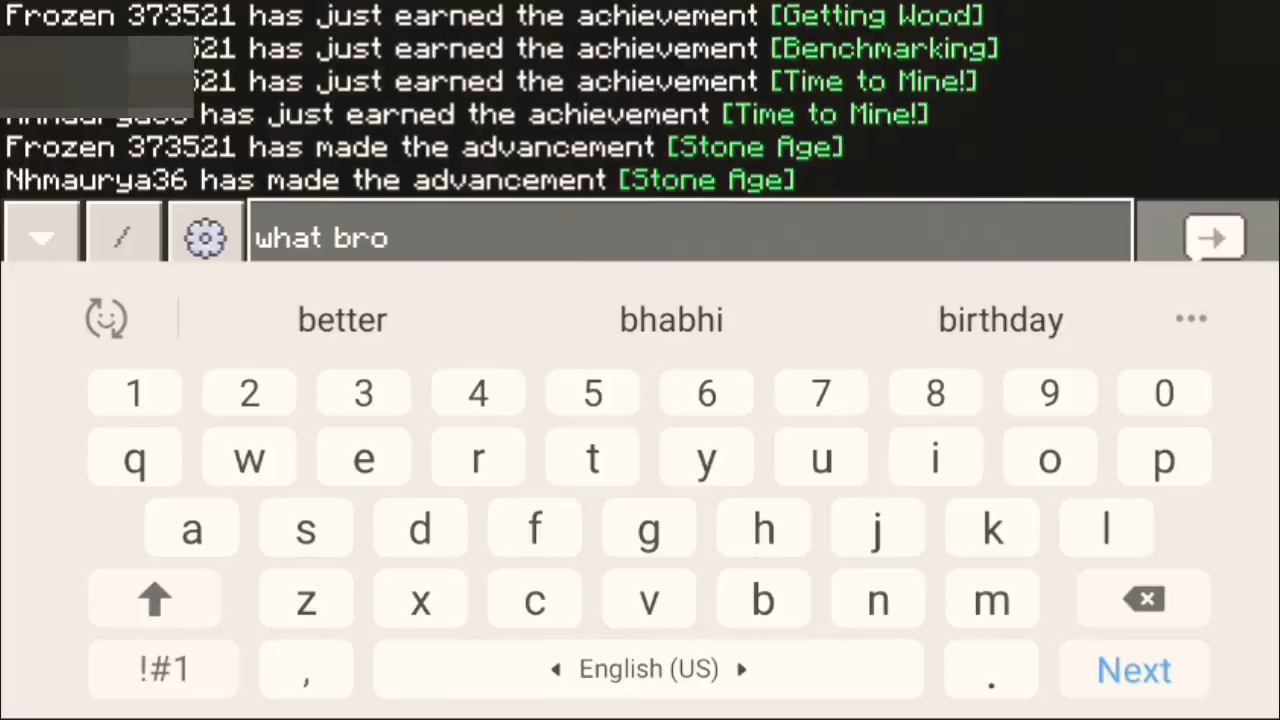 Frozen 373521 has just earned the achievement [Getting Wood]
521 has just earned the achievement [Benchmarking]
521 has just earned the achievement [Time to Mine!]
has just earned the achievement [Time to Mine!]
Frozen 373521 has made the advancement [Stone Age]
Nhmaurya36 has made the advancement [Stone Age]
/ what bro
better bhabhi birthday
1 2 3 4 5 6 7 8 9 0
q w e r t y u i o p
a s d f g h j k l
z x c v b n m
!#1 , English (US) . Next